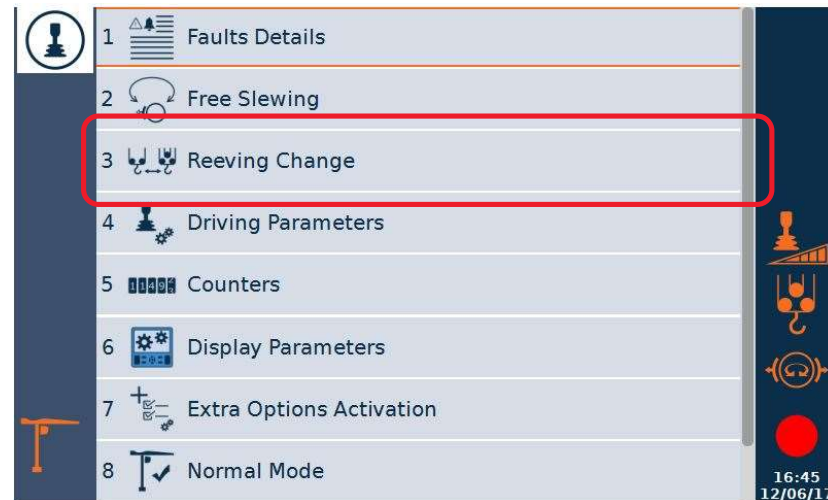 1 Faults Details
2 Free Slewing
3 Reeving Change
4 Driving Parameters
5 Counters
6 Display Parameters
7 Extra Options Activation
8 Normal Mode
16:45